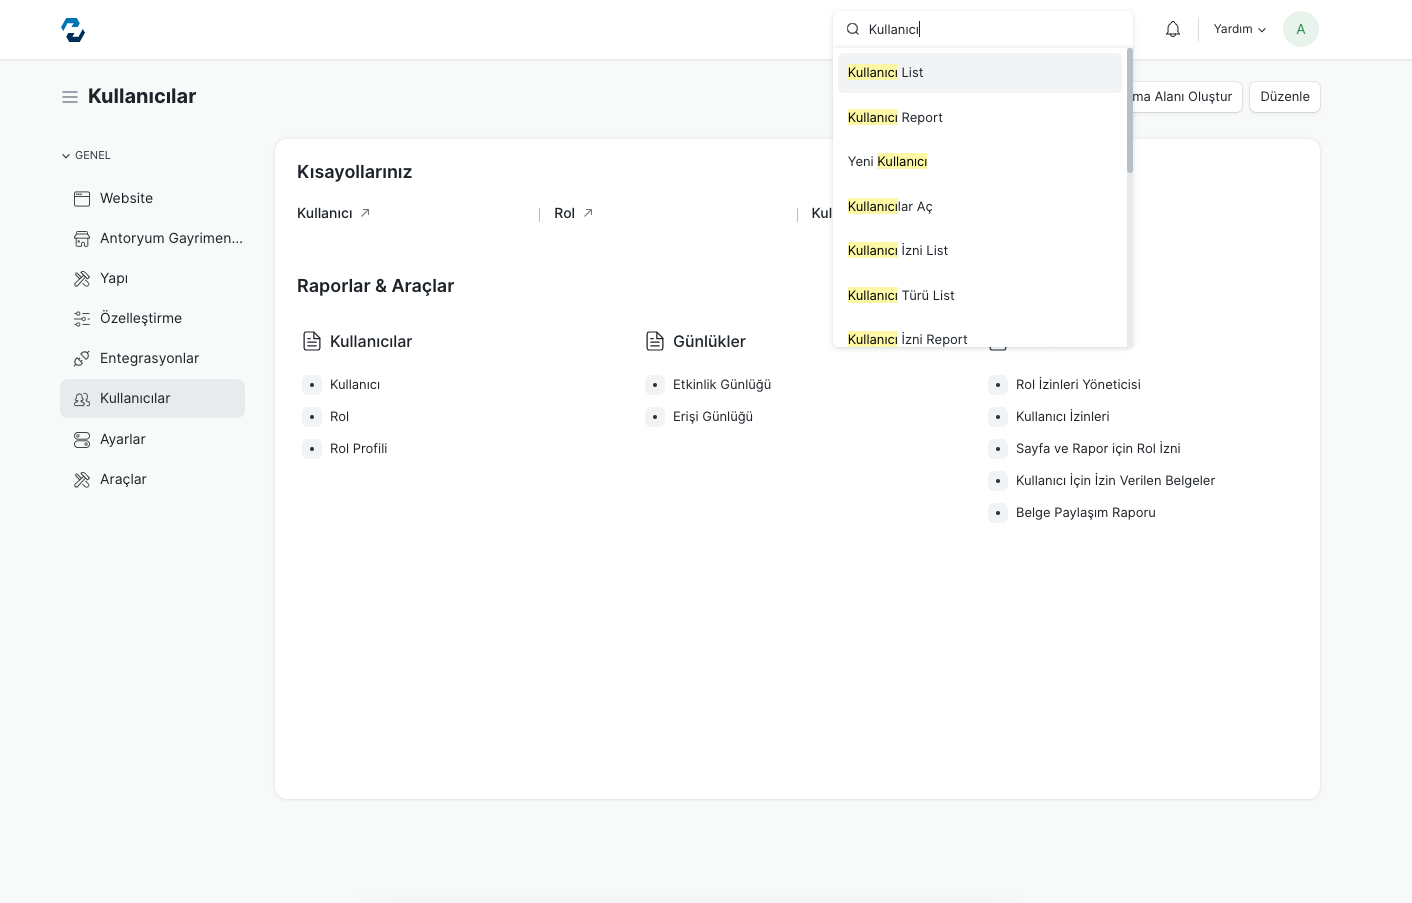 Kullanıcı
Yardım
A
Kullanıcılar
ma Alanı Oluştur
Düzenle
Kullanıcı List
Kullanıcı Report
Yeni Kullanıcı
Kullanıcılar Aç
Kullanıcı İzni List
Kullanıcı Türü List
Kullanıcı İzni Report
GENEL
Website
Antoryum Gayrimen...
Yapı
Özelleştirme
Entegrasyonlar
Kullanıcılar
Ayarlar
Araçlar
Kısayollarınız
Kullanıcı
Rol
Kul
Raporlar & Araçlar
Kullanıcılar
Kullanıcı
Rol
Rol Profili
Günlükler
Etkinlik Günlüğü
Erişi Günlüğü
Rol İzinleri Yöneticisi
Kullanıcı İzinleri
Sayfa ve Rapor için Rol İzni
Kullanıcı İçin İzin Verilen Belgeler
Belge Paylaşım Raporu